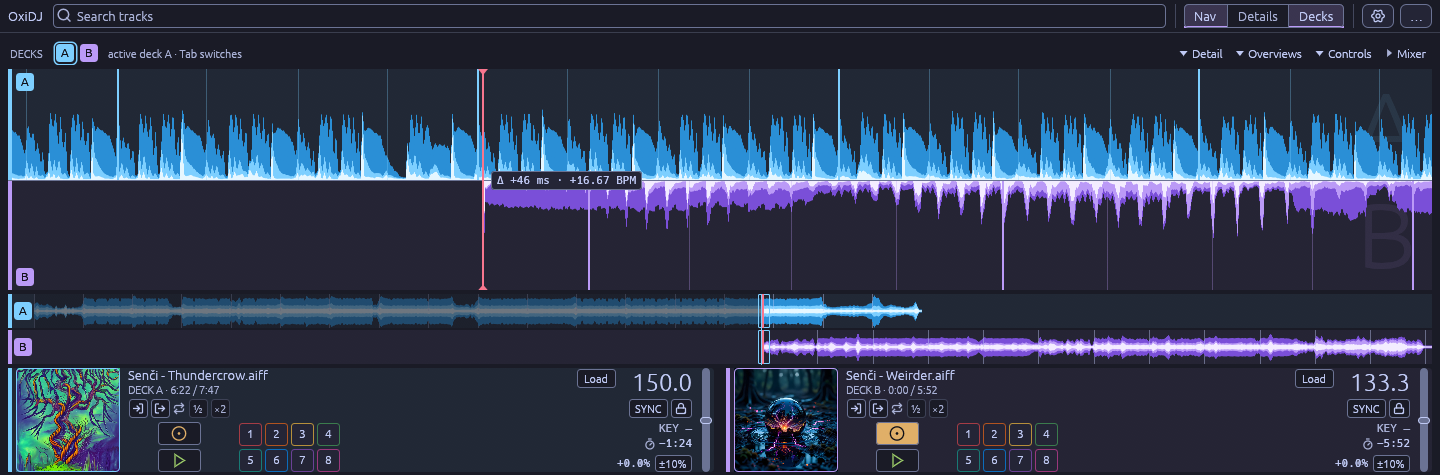 OxiDJ Search tracks Nav Details Decks ...
DECKS A B active deck A · Tab switches Detail Overviews Controls Mixer
A
A
Δ +46 ms · +16.67 BPM
B
B
A
B
Senči - Thundercrow.aiff
DECK A · 6:22 / 7:47
Load 150.0
½ ×2
SYNC
KEY —
1 2 3 4
−1:24
5 6 7 8
+0.0% ±10%
Senči - Weirder.aiff
DECK B · 0:00 / 5:52
Load 133.3
½ ×2
SYNC
KEY —
1 2 3 4
−5:52
5 6 7 8
+0.0% ±10%